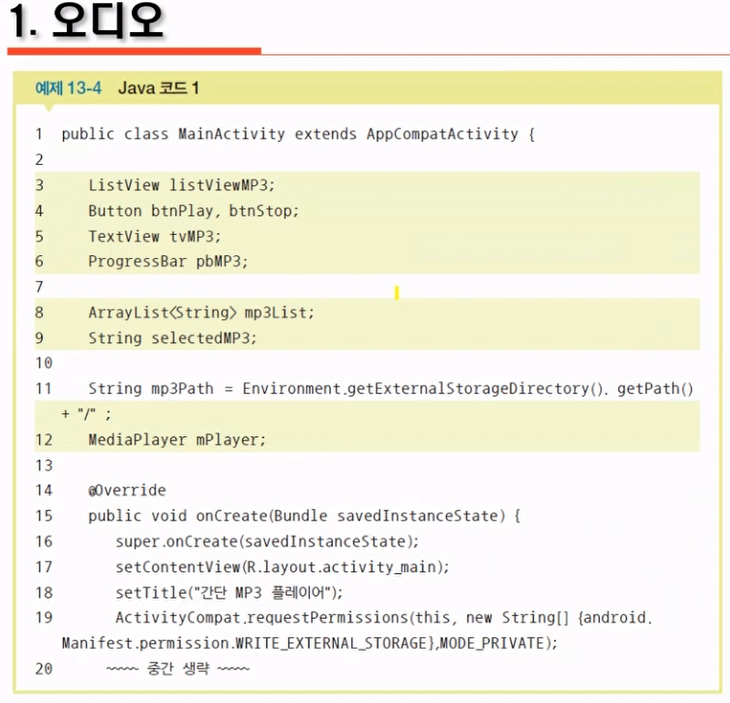 1. 오디오
예제 13-4 Java 코드 1
1 public class MainActivity extends AppCompatActivity {
2
3 ListView listViewMP3;
4 Button btnPlay, btnStop;
5 TextView tvMP3;
6 ProgressBar pbMP3;
7
8 ArrayList<String> mp3List;
9 String selectedMP3;
10
11 String mp3Path = Environment.getExternalStorageDirectory(). getPath()
+ "/" ;
12 MediaPlayer mPlayer;
13
14 @Override
15 public void onCreate(Bundle savedInstanceState) {
16 super.onCreate(savedInstanceState);
17 setContentView(R.layout.activity_main);
18 setTitle("간단 MP3 플레이어");
19 ActivityCompat.requestPermissions(this, new String[] {android.
Manifest.permission.WRITE_EXTERNAL_STORAGE},MODE_PRIVATE);
20 ~~~~ 중간 생략 ~~~~